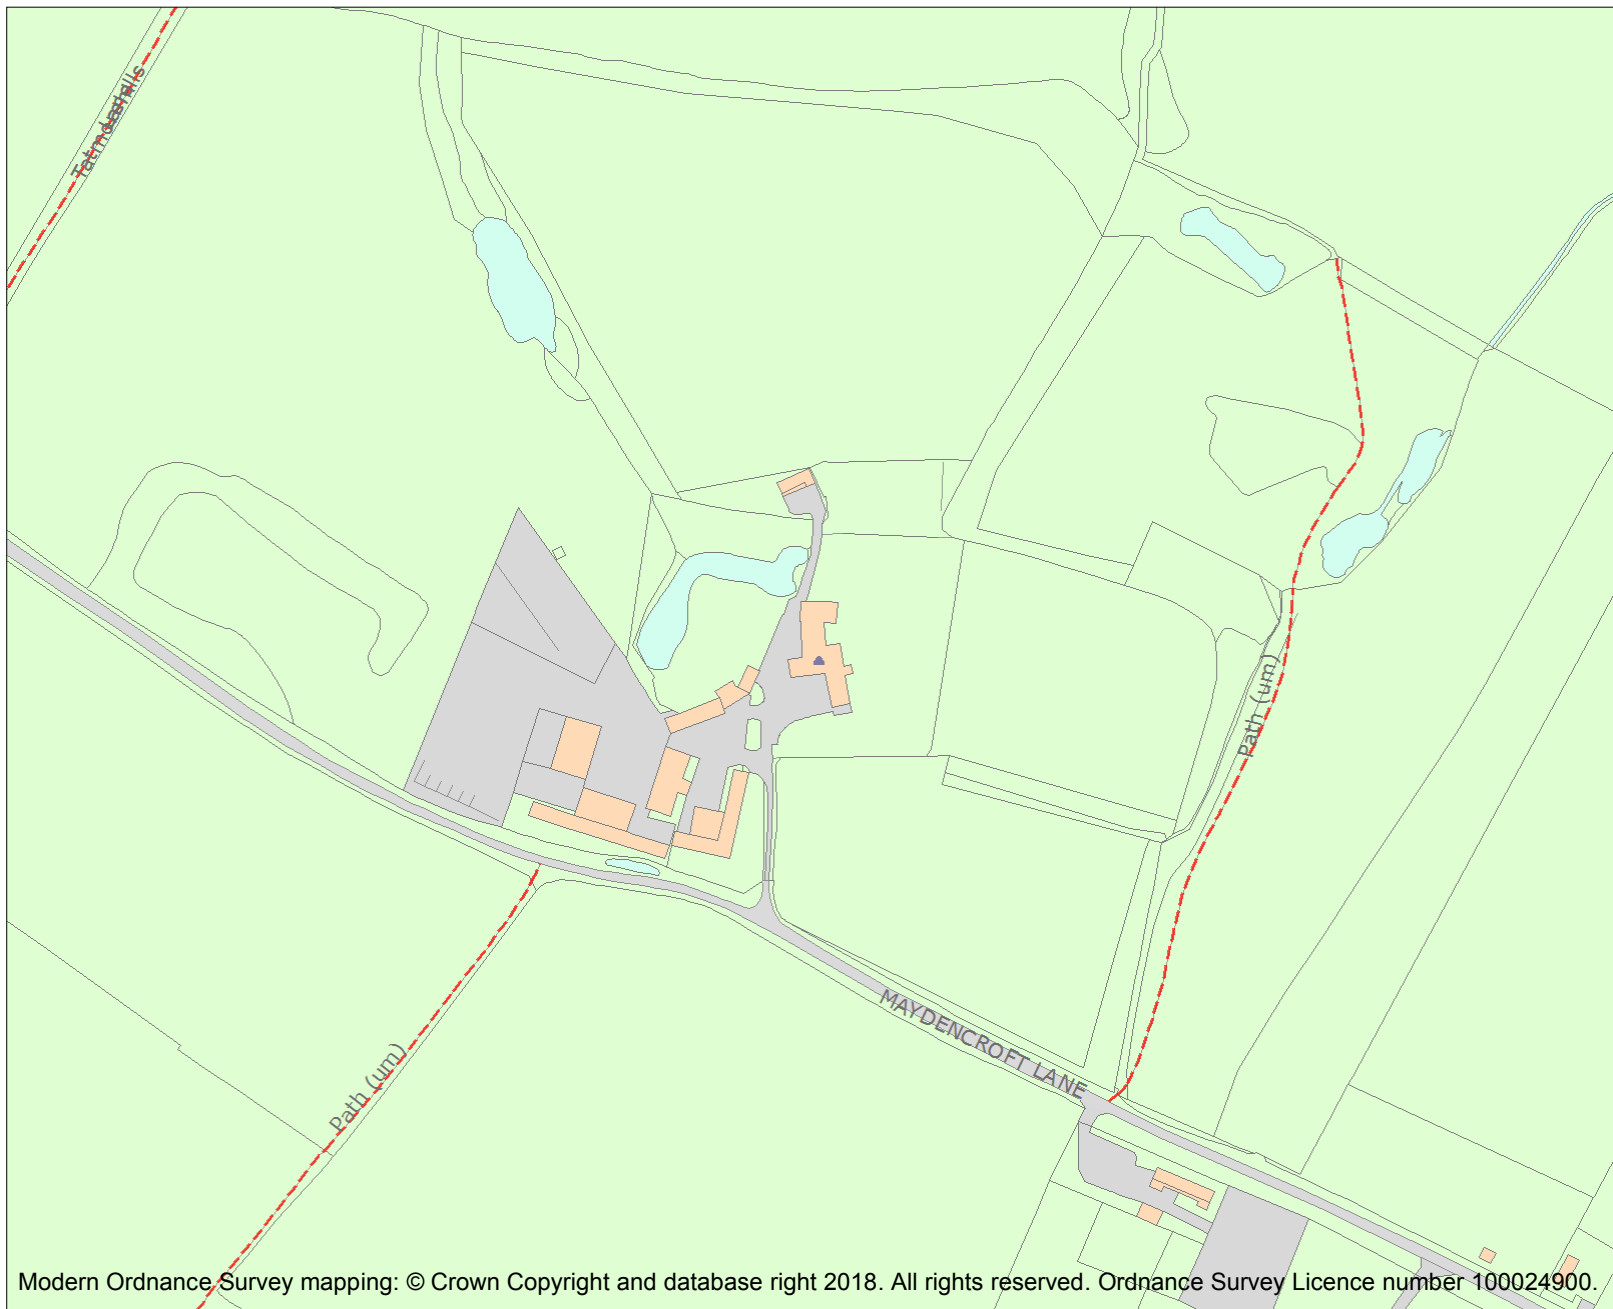 Path (um)
MAYDENCROFT LANE
Path (um)
Modern Ordnance Survey mapping: © Crown Copyright and database right 2018. All rights reserved. Ordnance Survey Licence number 100024900.